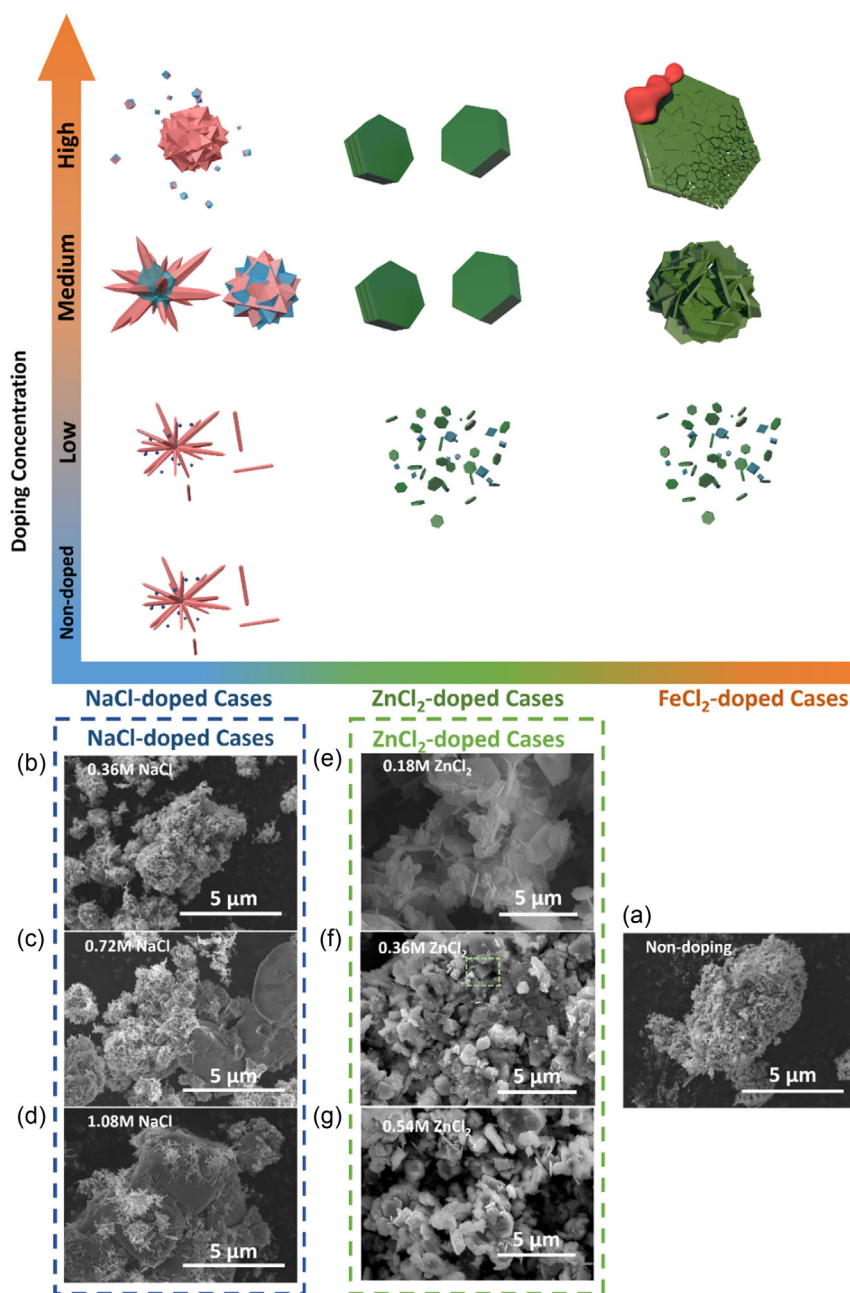 High
Medium
Low
Non-doped
Doping Concentration
NaCl-doped Cases
ZnCl₂-doped Cases
FeCl₂-doped Cases
NaCl-doped Cases
ZnCl₂-doped Cases
(b)
0.36M NaCl
5 μm
(e)
0.18M ZnCl₂
5 μm
(c)
0.72M NaCl
5 μm
(f)
0.36M ZnCl₂
5 μm
(a)
Non-doping
5 μm
(d)
1.08M NaCl
5 μm
(g)
0.54M ZnCl₂
5 μm